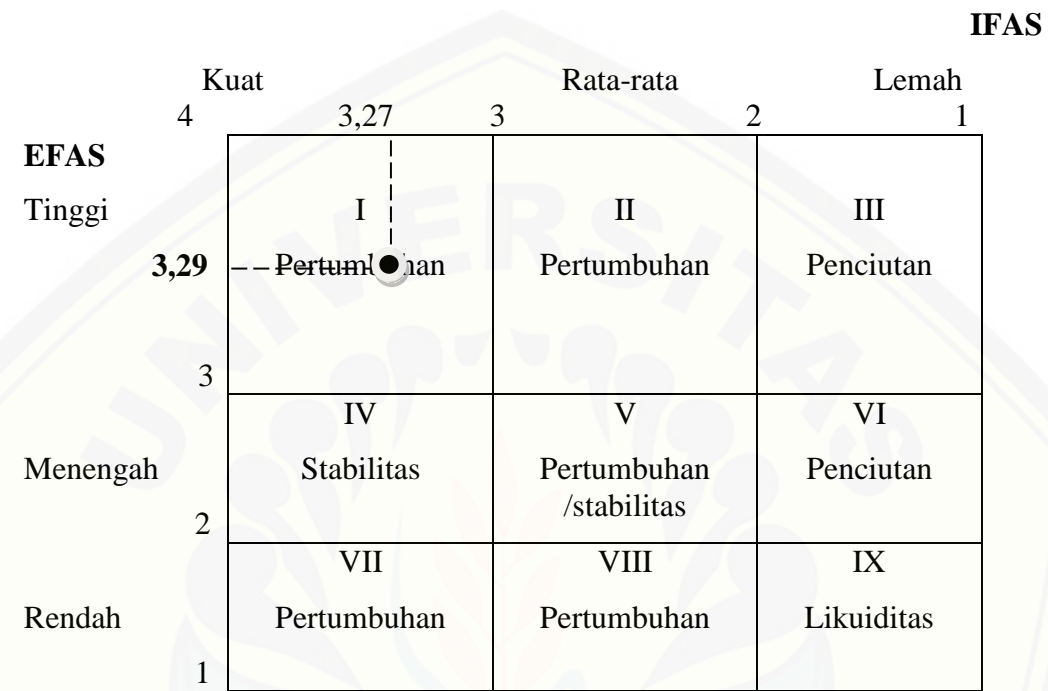 IFAS
Kuat Rata-rata Lemah
4 3,27 3 2 1
EFAS
Tinggi I II III
3,29 Pertumbuhan Pertumbuhan Penciutan
3
IV V VI
Menengah Stabilitas Pertumbuhan Penciutan
/stabilitas
2
VII VIII IX
Rendah Pertumbuhan Pertumbuhan Likuiditas
1
UNIVERSITAS